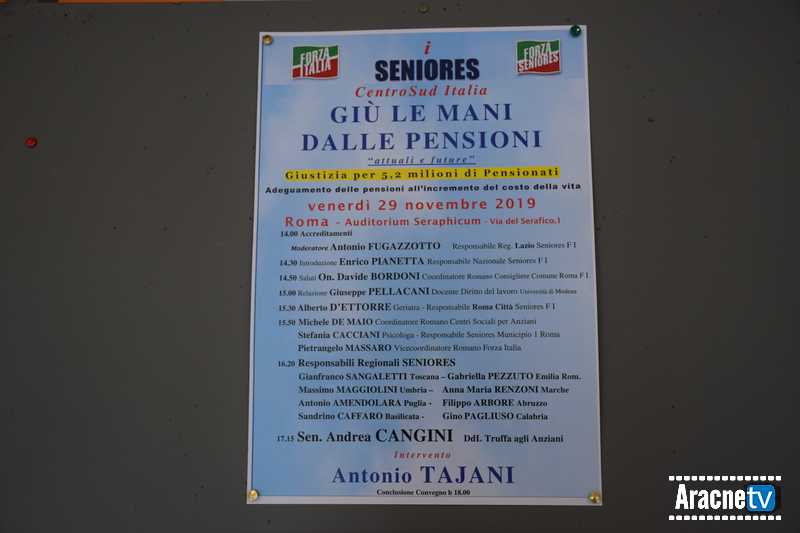 FORZA ITALIA
i
FORZA SENIORES
SENIORES
CentroSud Italia
GIÙ LE MANI
DALLE PENSIONI
"attuali e future"
Giustizia per 5,2 milioni di Pensionati
Adeguamento delle pensioni all'incremento del costo della vita
venerdì 29 novembre 2019
Roma - Auditorium Seraphicum - Via del Serafico,1
14.00 Accreditamenti
Moderatore Antonio FUGAZZOTTO Responsabile Reg. Lazio Seniores F I
14.30 Introduzione Enrico PIANETTA Responsabile Nazionale Seniores F I
14.50 Saluti On. Davide BORDONI Coordinatore Romano Consigliere Comune Roma F I
15.00 Relazione Giuseppe PELLACANI Docente Diritto del lavoro Università di Modena
15.30 Alberto D'ETTORRE Geriatra - Responsabile Roma Città Seniores F I
15.50 Michele DE MAIO Coordinatore Romano Centri Sociali per Anziani
Stefania CACCIANI Psicologa - Responsabile Seniores Municipio 1 Roma
Pietrangelo MASSARO Vicecoordinatore Romano Forza Italia
16.20 Responsabili Regionali SENIORES
Gianfranco SANGALETTI Toscana – Gabriella PEZZUTO Emilia Rom.
Massimo MAGGIOLINI Umbria – Anna Maria RENZONI Marche
Antonio AMENDOLARA Puglia - Filippo ARBORE Abruzzo
Sandrino CAFFARO Basilicata - Gino PAGLIUSO Calabria
17.15 Sen. Andrea CANGINI Ddl. Truffa agli Anziani
Intervento
Antonio TAJANI
Conclusione Convegno h 18.00
Aracnetv